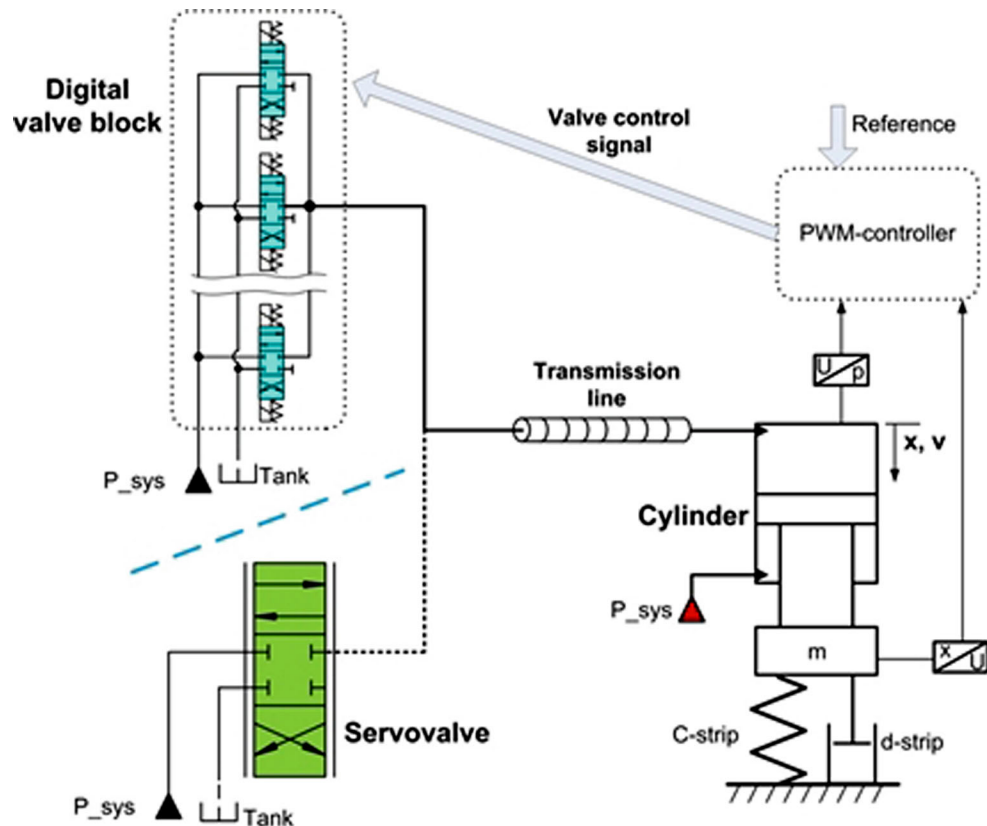 Digital
valve block
Valve control
signal
Reference
PWM-controller
Transmission
line
U
p
x, v
P_sys
Tank
Cylinder
P_sys
m
x
U
Servovalve
C-strip
d-strip
P_sys
Tank